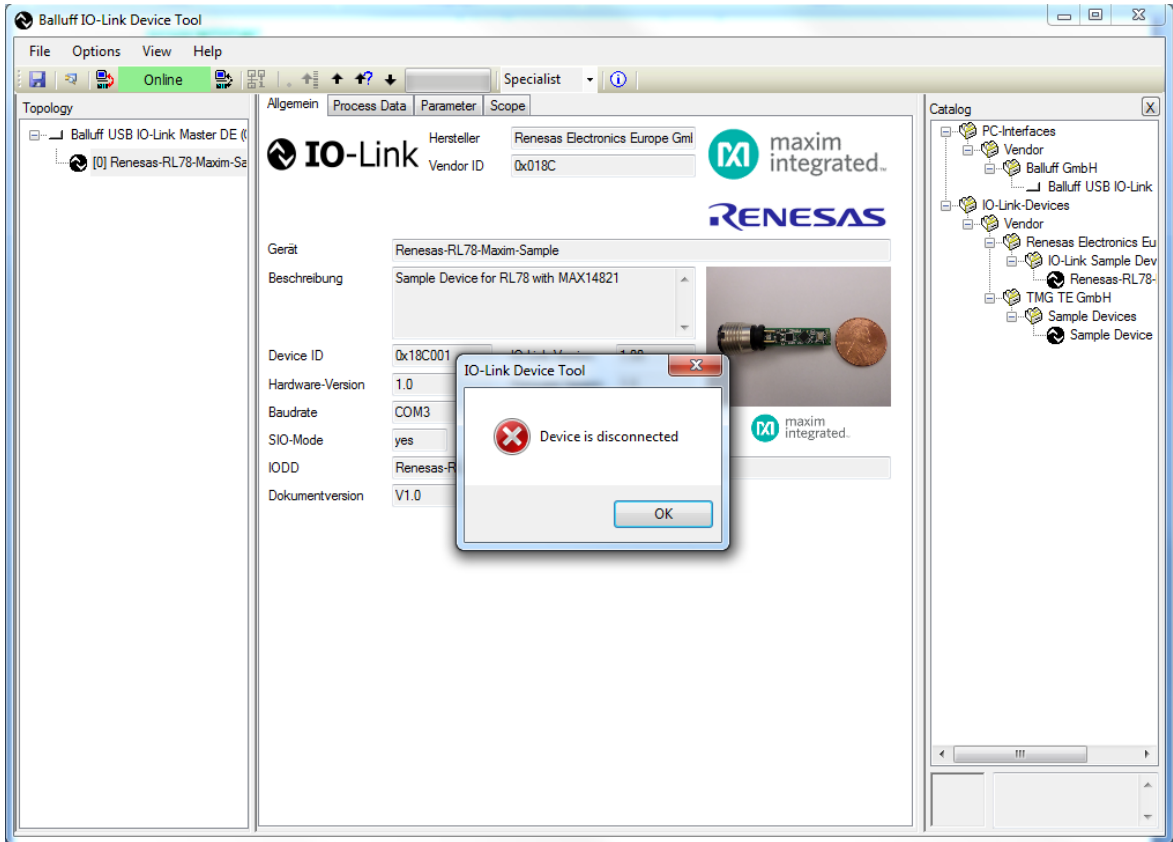 Balluff IO-Link Device Tool
File Options View Help
Online Specialist
Topology
Balluff USB IO-Link Master DE (
[0] Renesas-RL78-Maxim-Sa
Allgemein Process Data Parameter Scope
IO-Link
Hersteller Renesas Electronics Europe Gml
Vendor ID 0x018C
maxim
integrated™
RENESAS
Gerät Renesas-RL78-Maxim-Sample
Beschreibung Sample Device for RL78 with MAX14821
Device ID 0x18C001
Hardware-Version 1.0
Baudrate COM3
SIO-Mode yes
IODD Renesas-R
Dokumentversion V1.0
maxim
integrated™
IO-Link Device Tool
Device is disconnected
OK
Catalog
PC-Interfaces
Vendor
Balluff GmbH
Balluff USB IO-Link
IO-Link-Devices
Vendor
Renesas Electronics Eu
IO-Link Sample Dev
Renesas-RL78-
TMG TE GmbH
Sample Devices
Sample Device